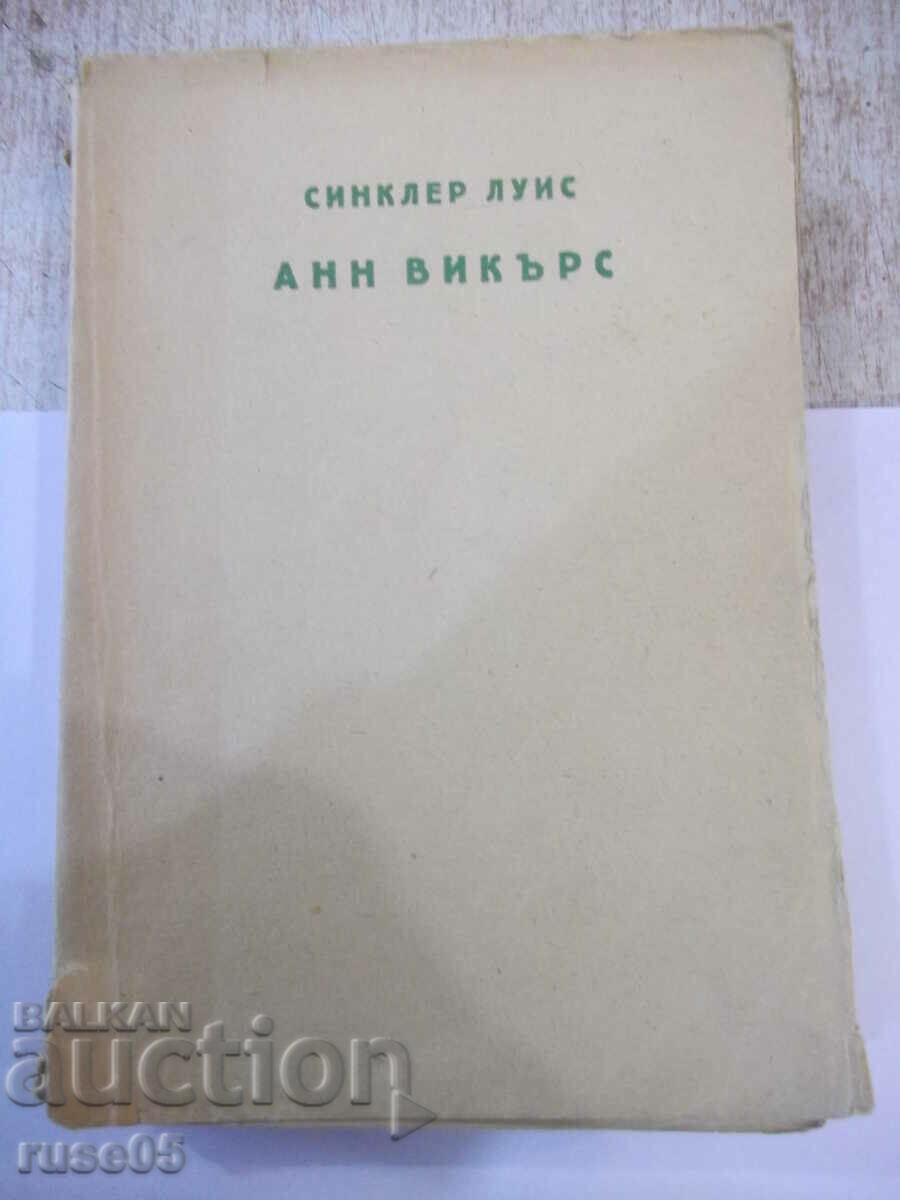 СИНКЛЕР ЛУИС
АНН ВИКЪРС
BALKAN
auction
ruse05